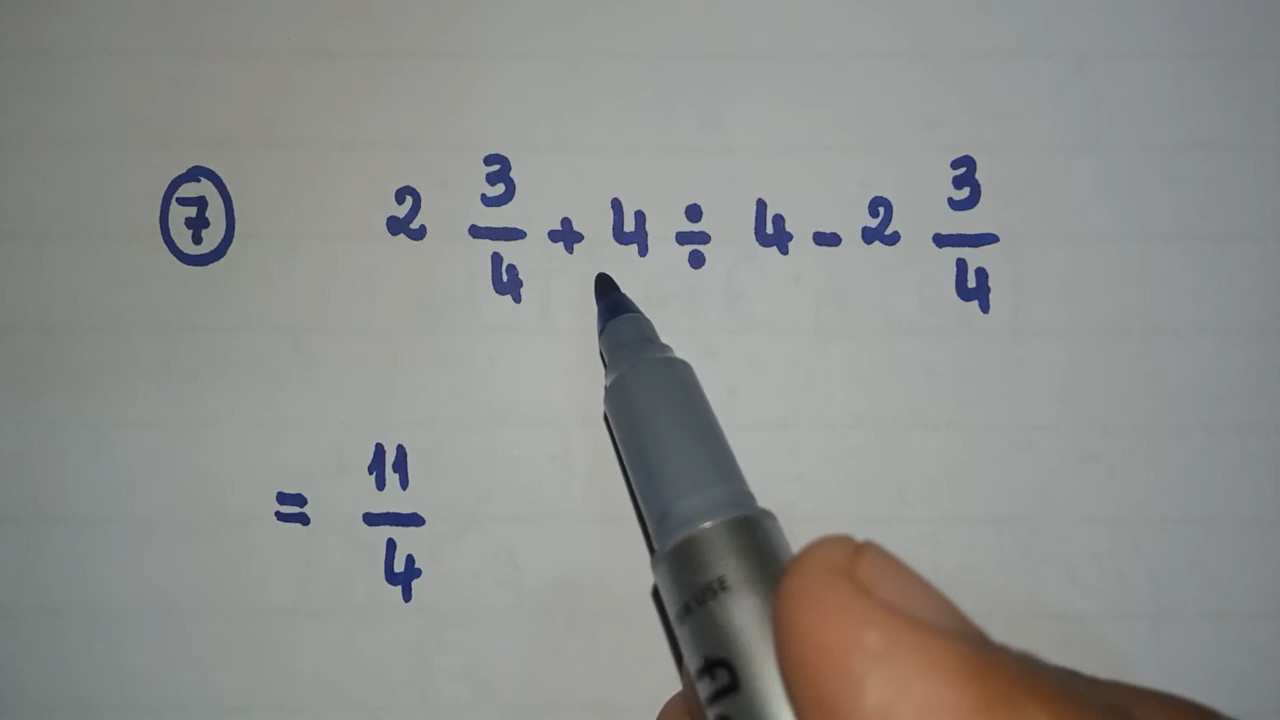 ⑦ 2 3/4 + 4 ÷ 4 - 2 3/4
= 11/4